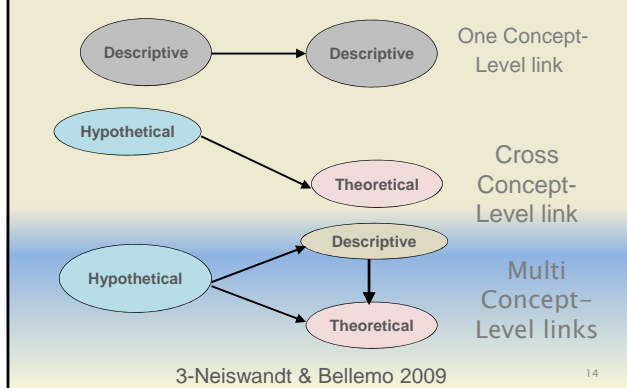 Descriptive
Descriptive
One Concept-
Level link
Hypothetical
Theoretical
Cross
Concept-
Level link
Descriptive
Hypothetical
Theoretical
Multi
Concept-
Level links
3-Neiswandt & Bellemo 2009
14